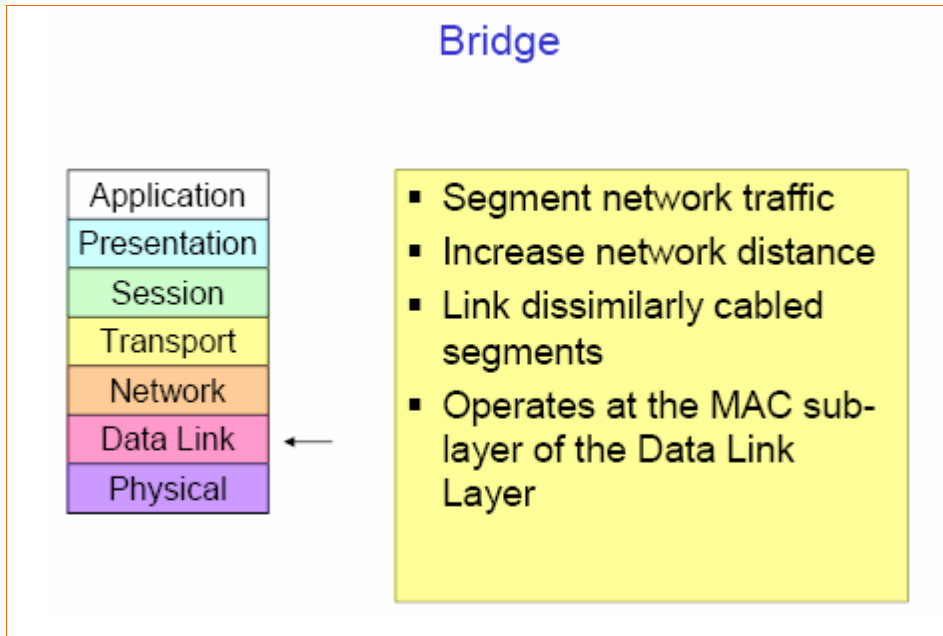 Bridge
Application
Presentation
Session
Transport
Network
Data Link
Physical
▪ Segment network traffic
▪ Increase network distance
▪ Link dissimilarly cabled
segments
▪ Operates at the MAC sub-
layer of the Data Link
Layer